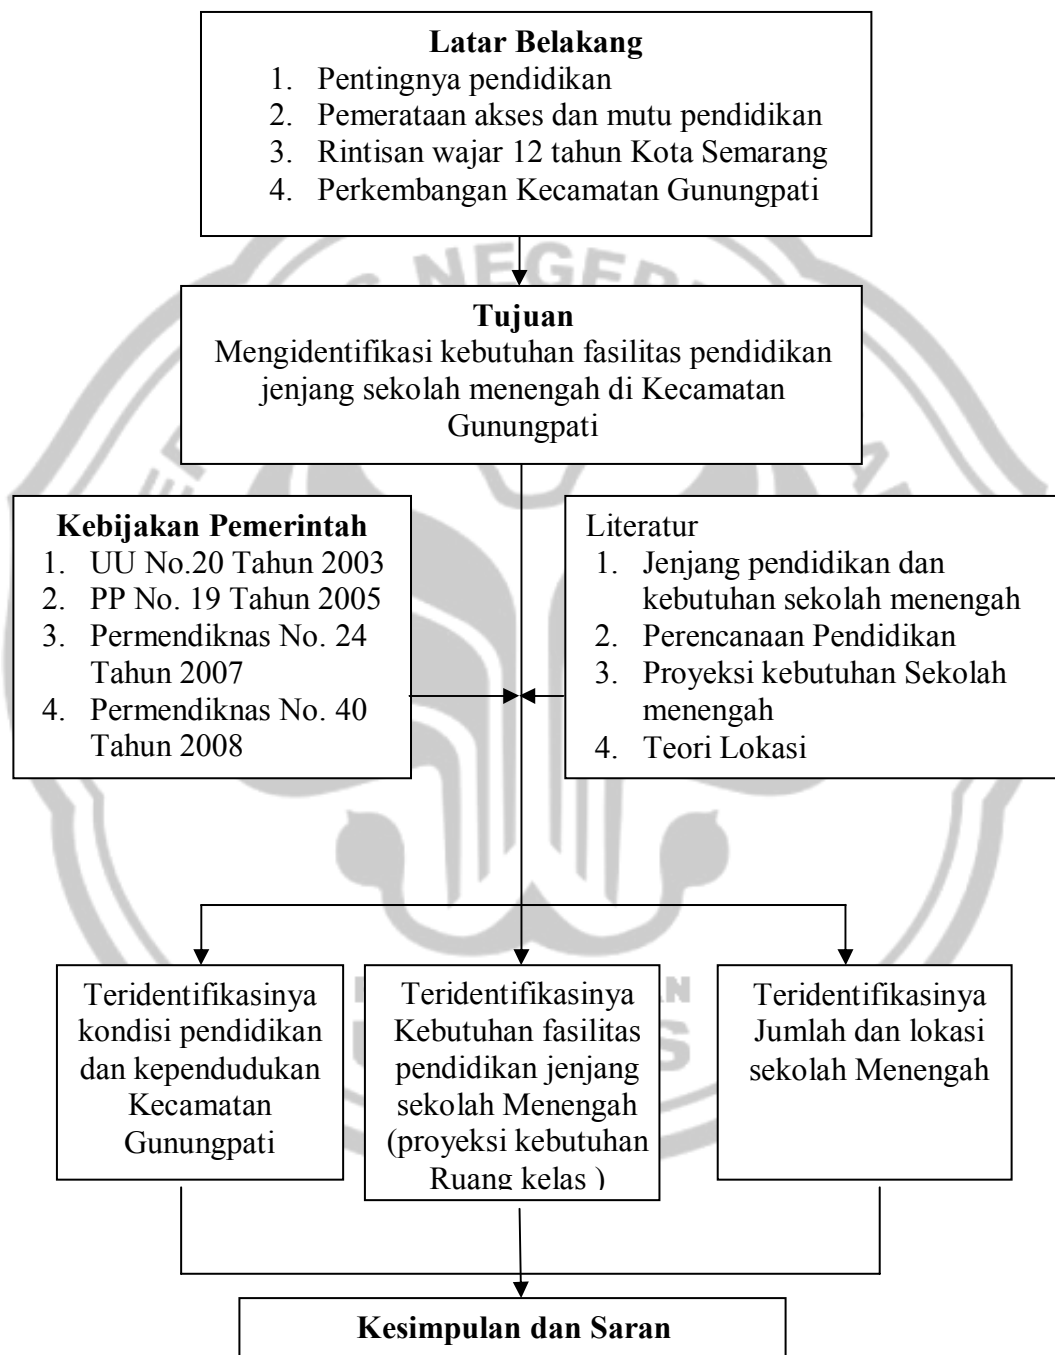 Latar Belakang
1. Pentingnya pendidikan
2. Pemerataan akses dan mutu pendidikan
3. Rintisan wajar 12 tahun Kota Semarang
4. Perkembangan Kecamatan Gunungpati
NEGER
Tujuan
Mengidentifikasi kebutuhan fasilitas pendidikan
jenjang sekolah menengah di Kecamatan
Gunungpati
Kebijakan Pemerintah
1. UU No.20 Tahun 2003
2. PP No. 19 Tahun 2005
3. Permendiknas No. 24
Tahun 2007
4. Permendiknas No. 40
Tahun 2008
Literatur
1. Jenjang pendidikan dan
kebutuhan sekolah menengah
2. Perencanaan Pendidikan
3. Proyeksi kebutuhan Sekolah
menengah
4. Teori Lokasi
Teridentifikasinya
kondisi pendidikan
dan kependudukan
Kecamatan
Gunungpati
Teridentifikasinya
Kebutuhan fasilitas
pendidikan jenjang
sekolah Menengah
(proyeksi kebutuhan
Ruang kelas )
Teridentifikasinya
Jumlah dan lokasi
sekolah Menengah
Kesimpulan dan Saran